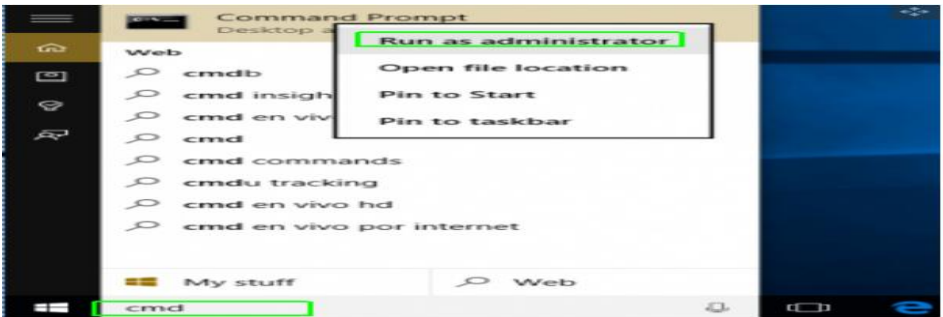 Command Prompt
Desktop a
Run as administrator
Open file location
Pin to Start
Pin to taskbar
Web
cmdb
cmd insigh
cmd en viv
cmd
cmd commands
cmdu tracking
cmd en vivo hd
cmd en vivo por internet
My stuff
Web
cmd